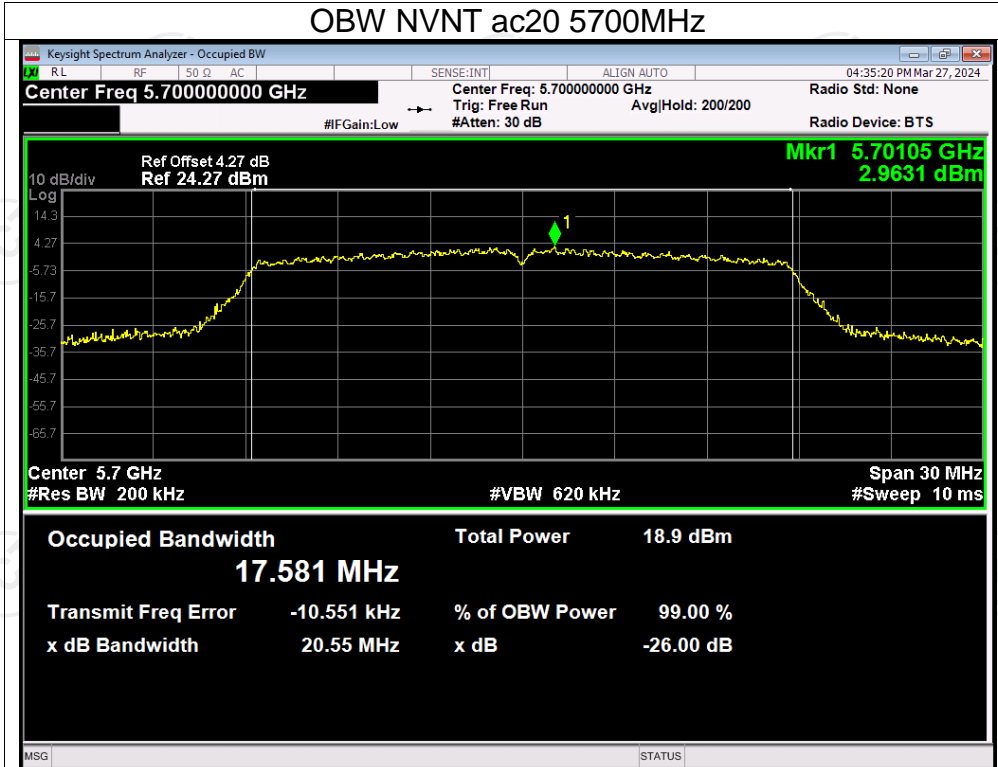 OBW NVNT ac20 5700MHz
Keysight Spectrum Analyzer - Occupied BW
LXI RL RF 50 Ω AC SENSE:INT ALIGN AUTO 04:35:20 PM Mar 27, 2024
Center Freq 5.700000000 GHz Center Freq: 5.700000000 GHz Radio Std: None
Trig: Free Run Avg|Hold: 200/200
#IFGain:Low #Atten: 30 dB Radio Device: BTS
Mkr1 5.70105 GHz
Ref Offset 4.27 dB
10 dB/div Ref 24.27 dBm 2.9631 dBm
Log
14.3
1
4.27
-5.73
-15.7
-25.7
-35.7
-45.7
-55.7
-65.7
Center 5.7 GHz Span 30 MHz
#Res BW 200 kHz #VBW 620 kHz #Sweep 10 ms
Occupied Bandwidth Total Power 18.9 dBm
17.581 MHz
Transmit Freq Error -10.551 kHz % of OBW Power 99.00 %
x dB Bandwidth 20.55 MHz x dB -26.00 dB
MSG STATUS